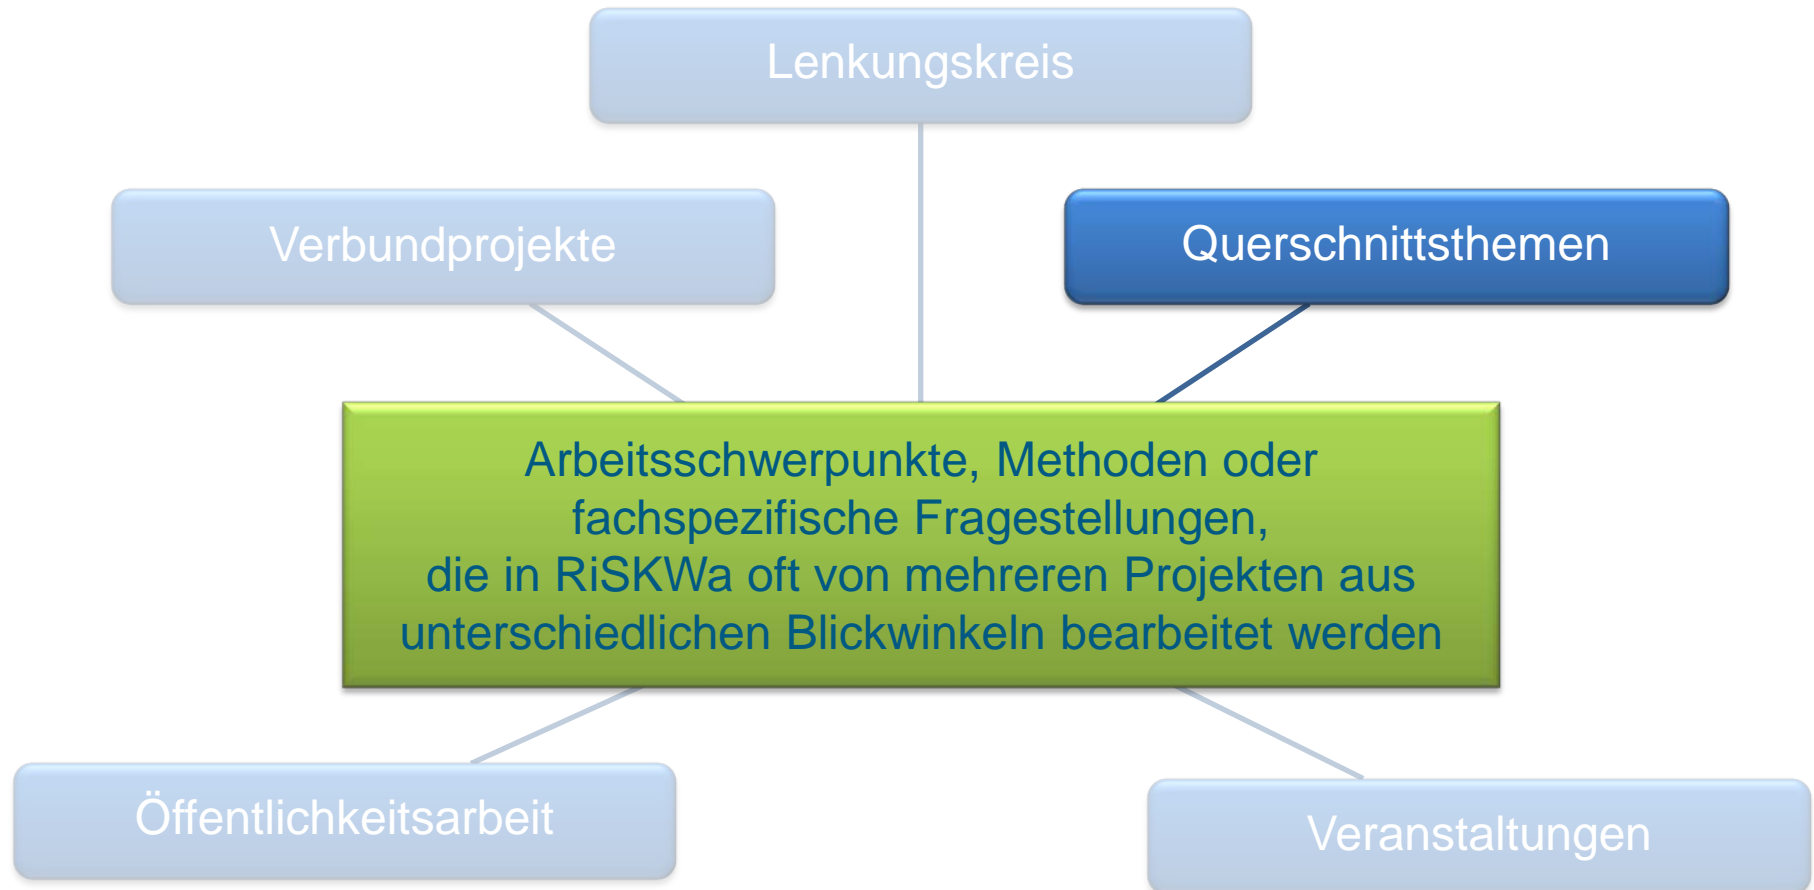 Lenkungskreis
Verbundprojekte
Querschnittsthemen
Arbeitsschwerpunkte, Methoden oder
fachspezifische Fragestellungen,
die in RiSKWa oft von mehreren Projekten aus
unterschiedlichen Blickwinkeln bearbeitet werden
Öffentlichkeitsarbeit
Veranstaltungen